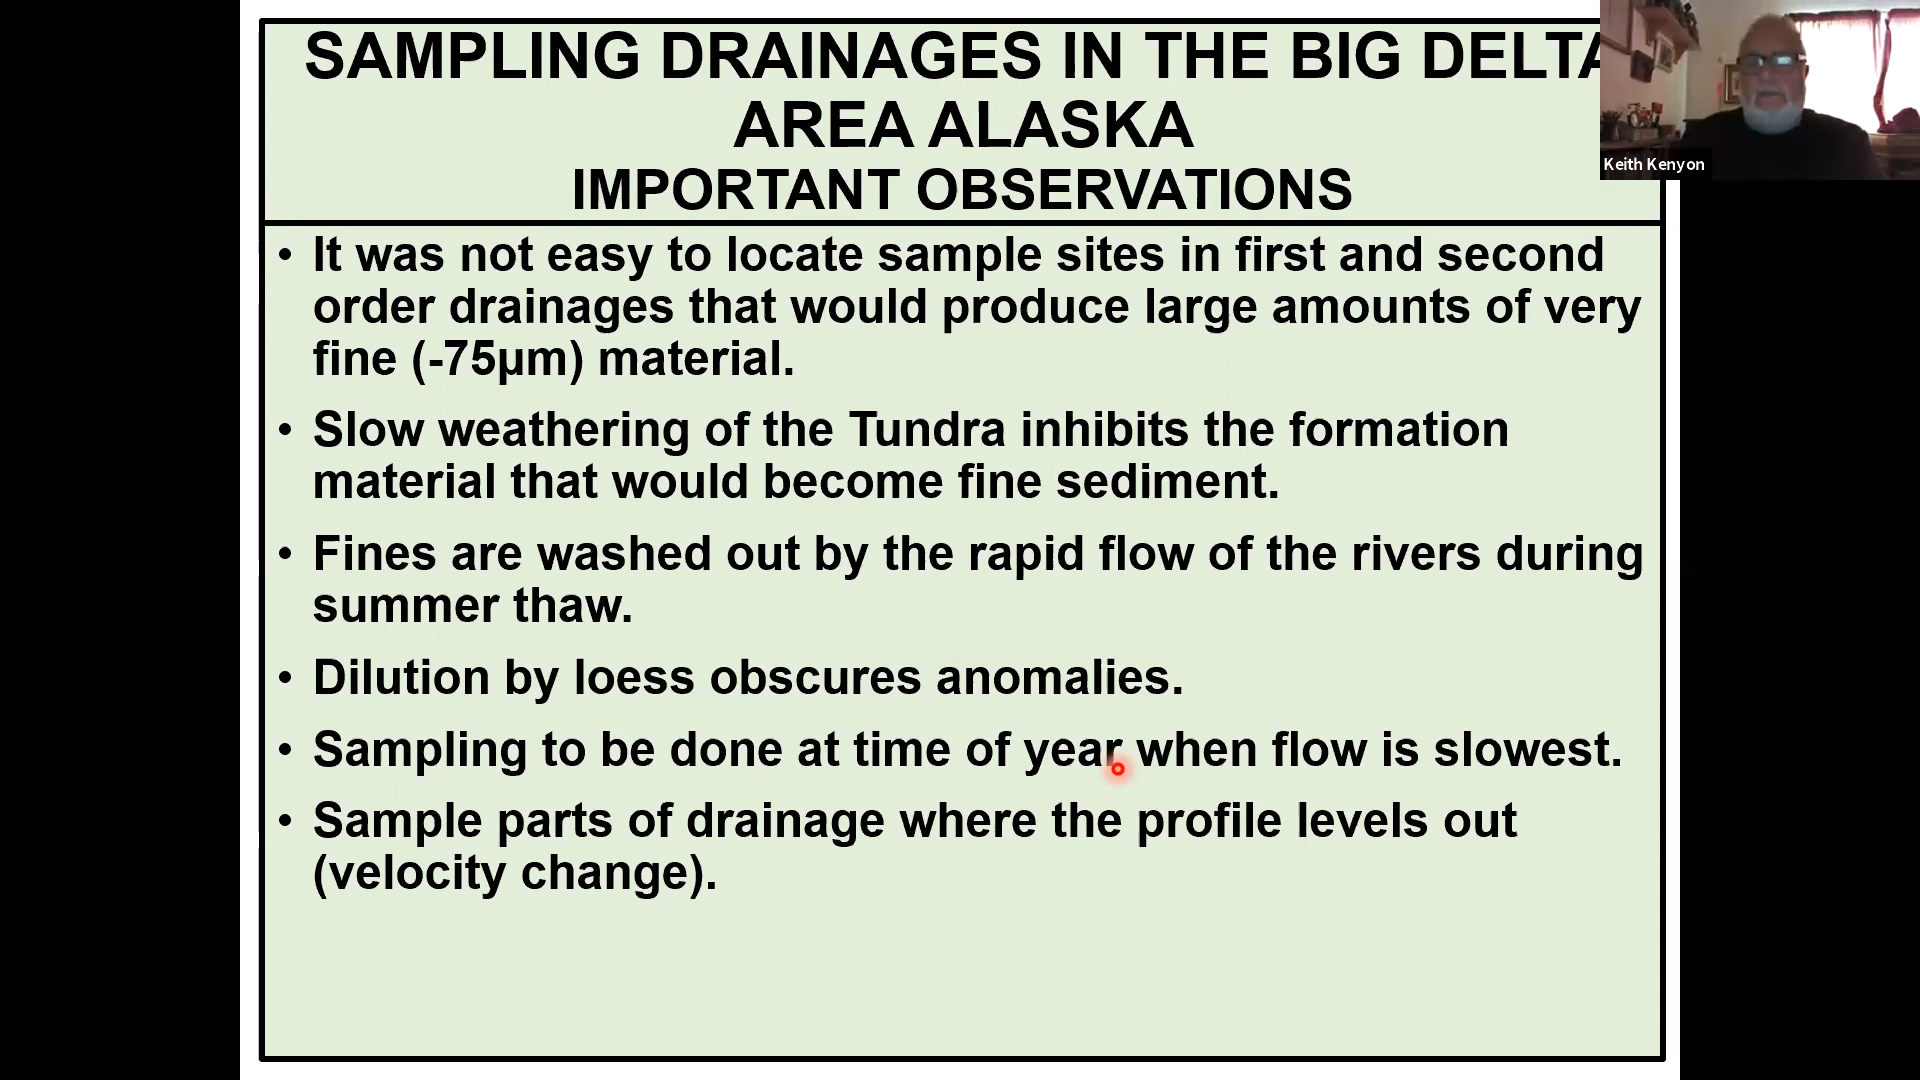 SAMPLING DRAINAGES IN THE BIG DELTA
AREA ALASKA
IMPORTANT OBSERVATIONS
Keith Kenyon
• It was not easy to locate sample sites in first and second
order drainages that would produce large amounts of very
fine (-75µm) material.
• Slow weathering of the Tundra inhibits the formation
material that would become fine sediment.
• Fines are washed out by the rapid flow of the rivers during
summer thaw.
• Dilution by loess obscures anomalies.
• Sampling to be done at time of year when flow is slowest.
• Sample parts of drainage where the profile levels out
(velocity change).